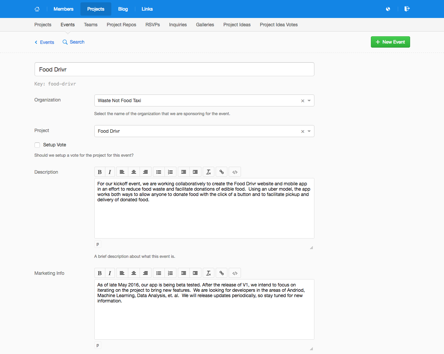 Members Projects Blog Links
Projects Events Teams Project Repos RSVPs Inquiries Galleries Project Ideas Project Idea Votes
Events Search + New Event
Food Drivr
Key: food-drivr
Organization Waste Not Food Taxi
Select the name of the organization that we are sponsoring for the event.
Project Food Drivr
Setup Vote
Should we setup a vote for the project for this event?
Description B I
For our kickoff event, we are working collaboratively to create the Food Drivr website and mobile app
in an effort to reduce food waste and facilitate donations of edible food. Using an uber model, the app
works both ways to allow anyone to donate food with the click of a button and to facilitate pickup and
delivery of donated food.
P
A brief description about what this event is.
Marketing Info B I
As of late May 2016, our app is being beta tested. After the release of V1, we intend to focus on
iterating on the project to bring new features. We are looking for developers in the areas of Andriod,
Machine Learning, Data Analysis, et. al. We will release updates periodically, so stay tuned for new
information.
P